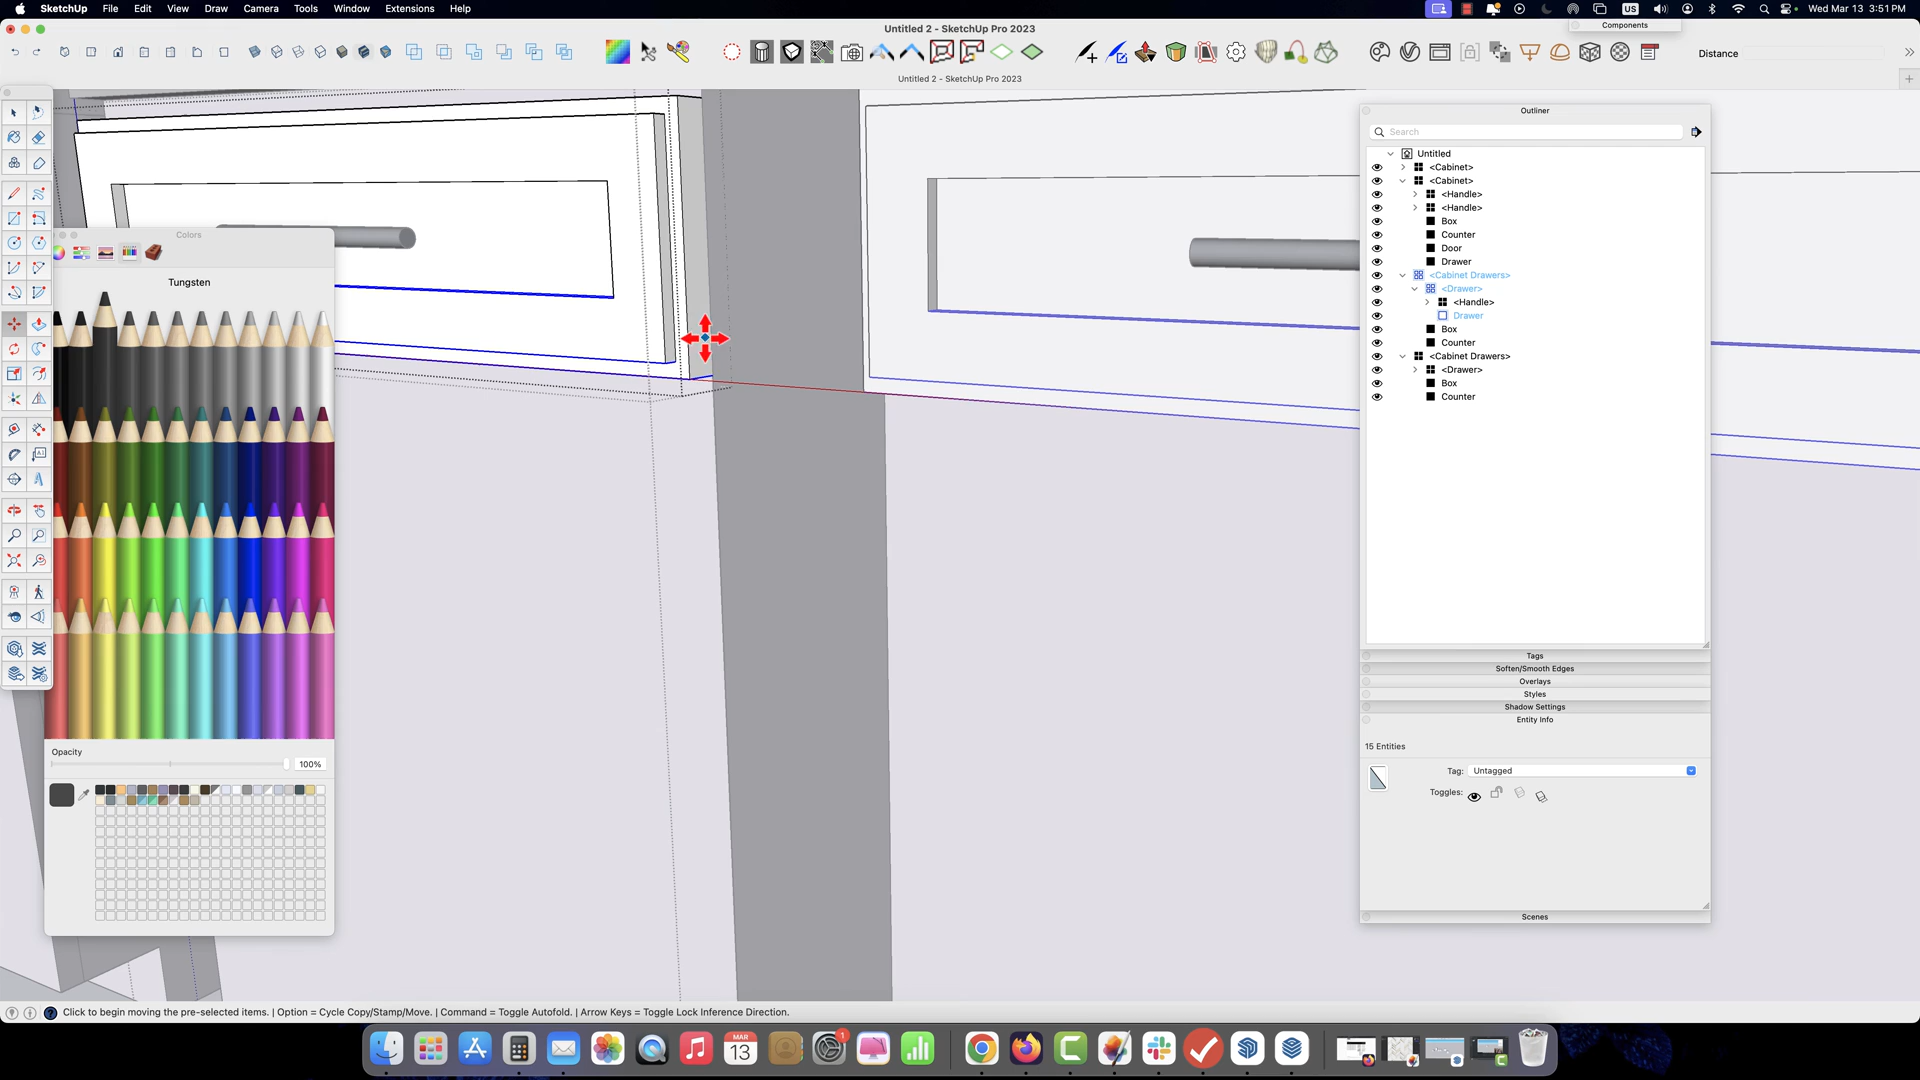 SketchUp File Edit View Draw Camera Tools Window Extensions Help
US Wed Mar 13 3:51 PM
Untitled 2 - SketchUp Pro 2023
Components
Distance
Untitled 2 - SketchUp Pro 2023
Outliner
Search
Untitled
<Cabinet>
<Cabinet>
<Handle>
<Handle>
Box
Counter
Door
Drawer
<Cabinet Drawers>
<Drawer>
<Handle>
Drawer
Box
Counter
<Cabinet Drawers>
<Drawer>
Box
Counter
Colors
Tungsten
Opacity
100%
Tags
Soften/Smooth Edges
Overlays
Styles
Shadow Settings
Entity Info
15 Entities
Tag: Untagged
Toggles:
Scenes
Click to begin moving the pre-selected items. | Option = Cycle Copy/Stamp/Move. | Command = Toggle Autofold. | Arrow Keys = Toggle Lock Inference Direction.
MAR
13
1